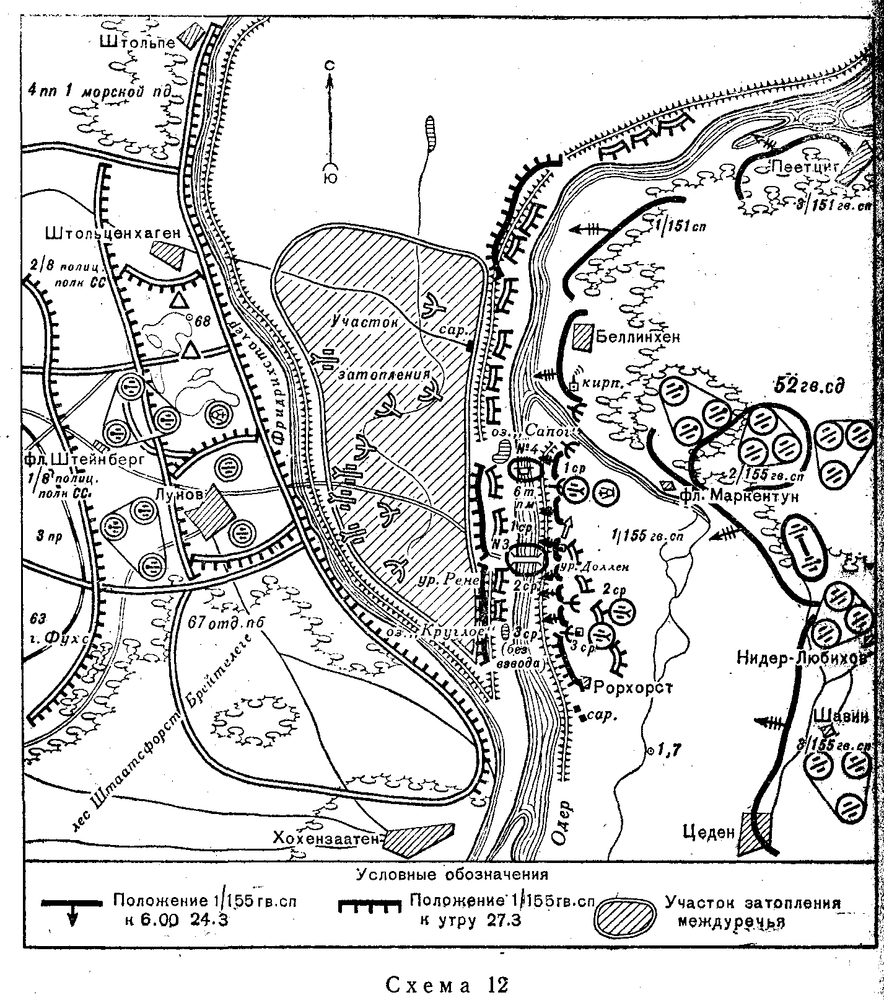 Штольпе
4 пп 1 морской пд
С
Ю
Пеетциг
3/151 гв. сп
1/151 сп
Штольценхаген
2/8 полиц.
полк СС
68
Участок
сар.
затопления
Фридрихсталер
Беллинхен
кирп.
52 гв. сд
оз. „Сапог
№4
1 ср
6 т
пм
2/155 гв. сп
фл. Маркентун
фл. Штейнберг
1/8 полиц.
полк СС.
Лунов
3 пр
1 ср
N3
1/155 гв. сп
ур. Доллен
ур. Рене
2 ср
2 ср
63
г. Фукс
67 отд. пб
оз. „Круглое
3 ср
(без
взвода)
3 ср
Нидер-Любихов
Рорхорст
сар.
Шавин
3/155 гв. сп
1,7
лес Штаатсфорст Брейтелеге
Одер
Хохензаатен
Цеден
Условные обозначения
Положение 1/155 гв. сп
к 6.00 24.3
Положение 1/155 гв. сп
к утру 27.3
Участок затопления
междуречья
Схема 12